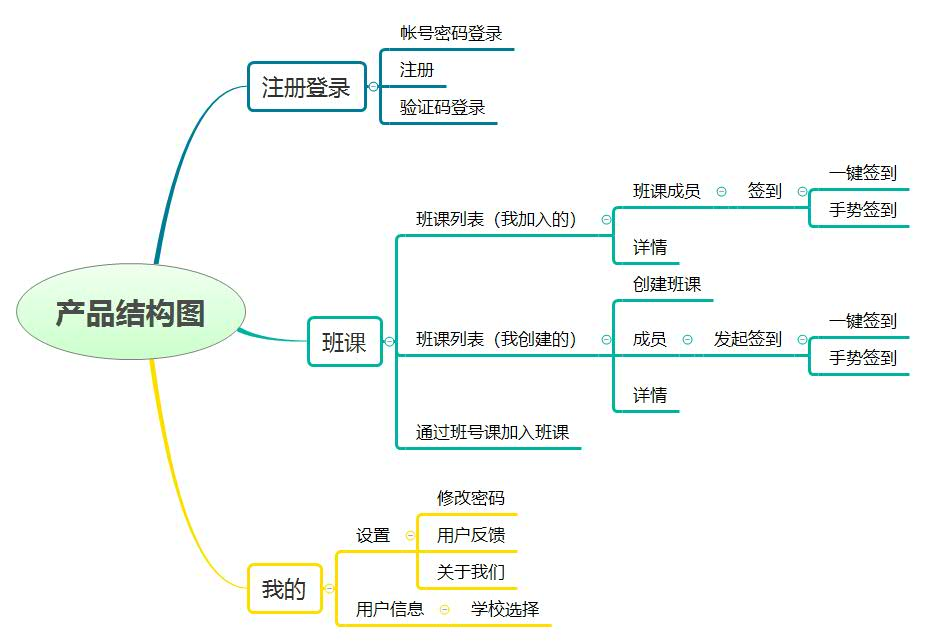 产品结构图
注册登录
帐号密码登录
注册
验证码登录
班课
班课列表（我加入的）
班课成员
签到
一键签到
手势签到
详情
班课列表（我创建的）
创建班课
成员
发起签到
一键签到
手势签到
详情
通过班号课加入班课
我的
设置
修改密码
用户反馈
关于我们
用户信息
学校选择